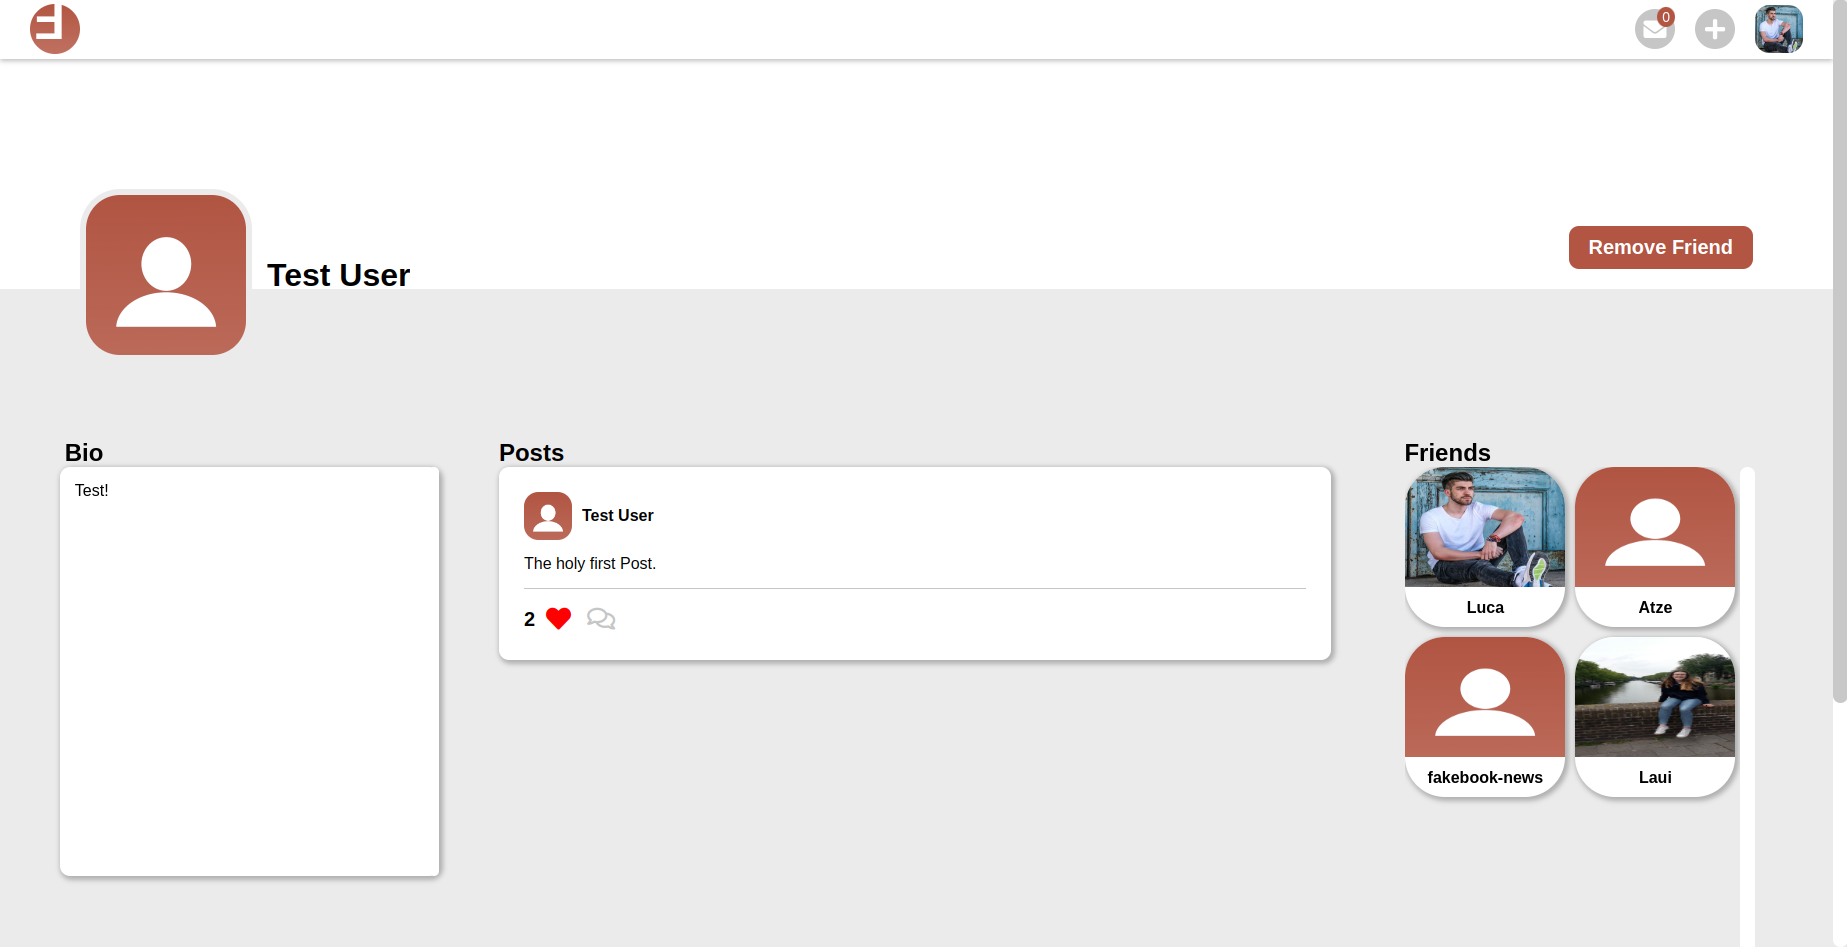 0
Test User
Remove Friend
Bio
Test!
Posts
Test User
The holy first Post.
2
Friends
Luca
Atze
fakebook-news
Laui